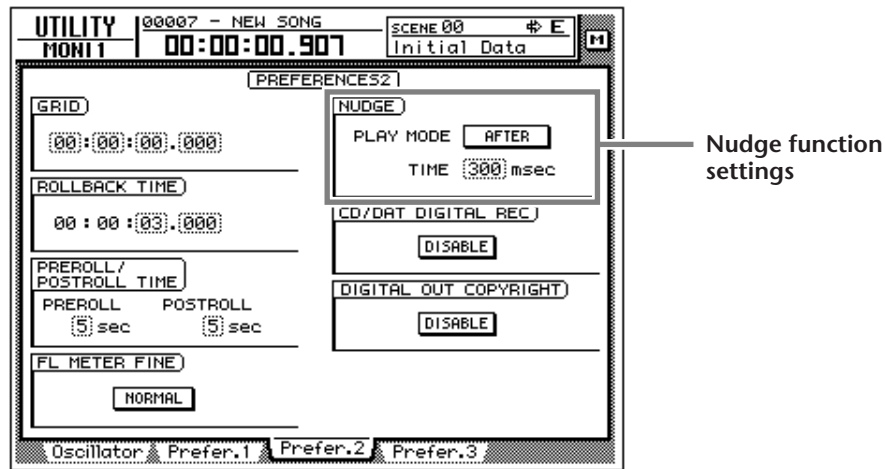 UTILITY
MONI 1
00007 - NEW SONG
00:00:00.907
SCENE 00 E
Initial Data
M
PREFERENCES2
GRID
00:00:00.000
ROLLBACK TIME
00:00:03.000
PREROLL/
POSTROLL TIME
PREROLL POSTROLL
5 sec 5 sec
FL METER FINE
NORMAL
NUDGE
PLAY MODE AFTER
TIME 300 msec
CD/DAT DIGITAL REC
DISABLE
DIGITAL OUT COPYRIGHT
DISABLE
Oscillator Prefer.1 Prefer.2 Prefer.3
Nudge function
settings